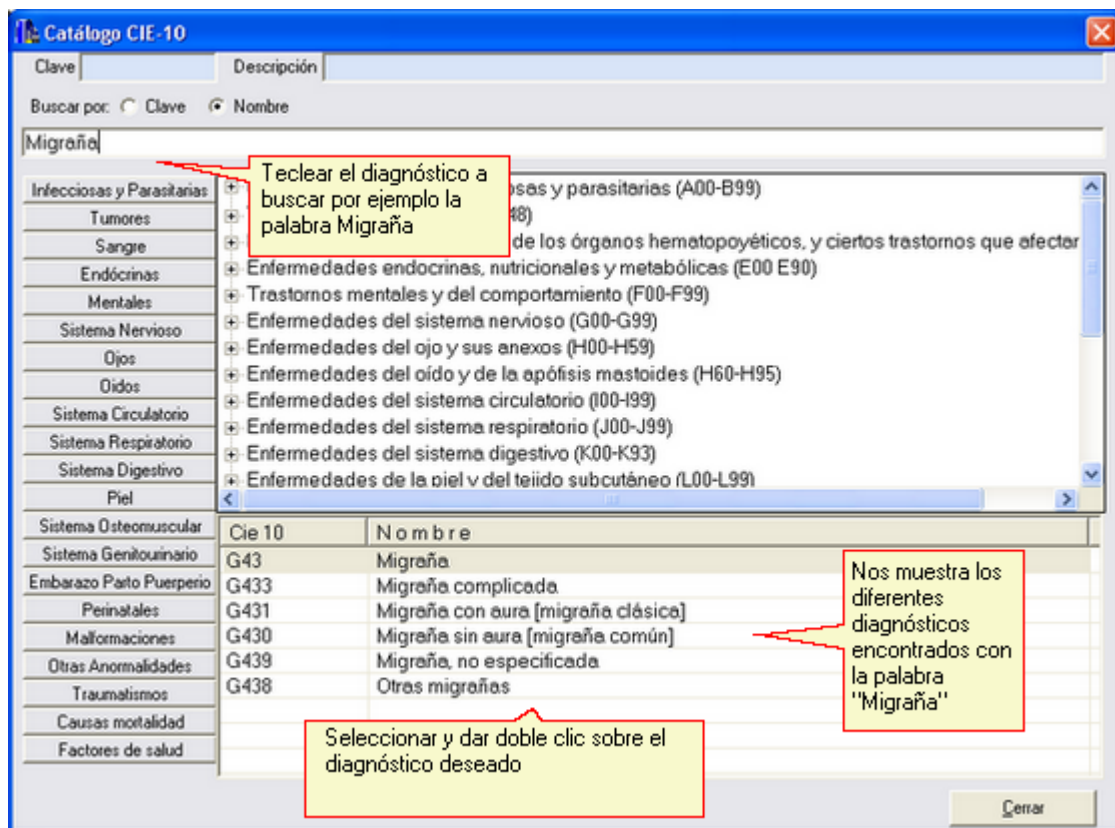 Catálogo CIE-10
Clave
Descripción
Buscar por: Clave Nombre
Migraña
Teclear el diagnóstico a
buscar por ejemplo la
palabra Migraña
Infecciosas y Parasitarias
Tumores
Sangre
Endócrinas
Mentales
Sistema Nervioso
Ojos
Oidos
Sistema Circulatorio
Sistema Respiratorio
Sistema Digestivo
Piel
Sistema Osteomuscular
Sistema Genitourinario
Embarazo Parto Puerperio
Perinatales
Malformaciones
Otras Anormalidades
Traumatismos
Causas mortalidad
Factores de salud
y parasitarias (A00-B99)
48)
de los órganos hematopoyéticos, y ciertos trastornos que afectar
Enfermedades endocrinas, nutricionales y metabólicas (E00 E90)
Trastornos mentales y del comportamiento (F00-F99)
Enfermedades del sistema nervioso (G00-G99)
Enfermedades del ojo y sus anexos (H00-H59)
Enfermedades del oído y de la apófisis mastoides (H60-H95)
Enfermedades del sistema circulatorio (I00-I99)
Enfermedades del sistema respiratorio (J00-J99)
Enfermedades del sistema digestivo (K00-K93)
Enfermedades de la piel y del tejido subcutáneo (L00-L99)
Cie 10 Nombre
G43 Migraña
G433 Migraña complicada
G431 Migraña con aura [migraña clásica]
G430 Migraña sin aura [migraña común]
G439 Migraña, no especificada
G438 Otras migrañas
Nos muestra los
diferentes
diagnósticos
encontrados con
la palabra
"Migraña"
Seleccionar y dar doble clic sobre el
diagnóstico deseado
Cerrar